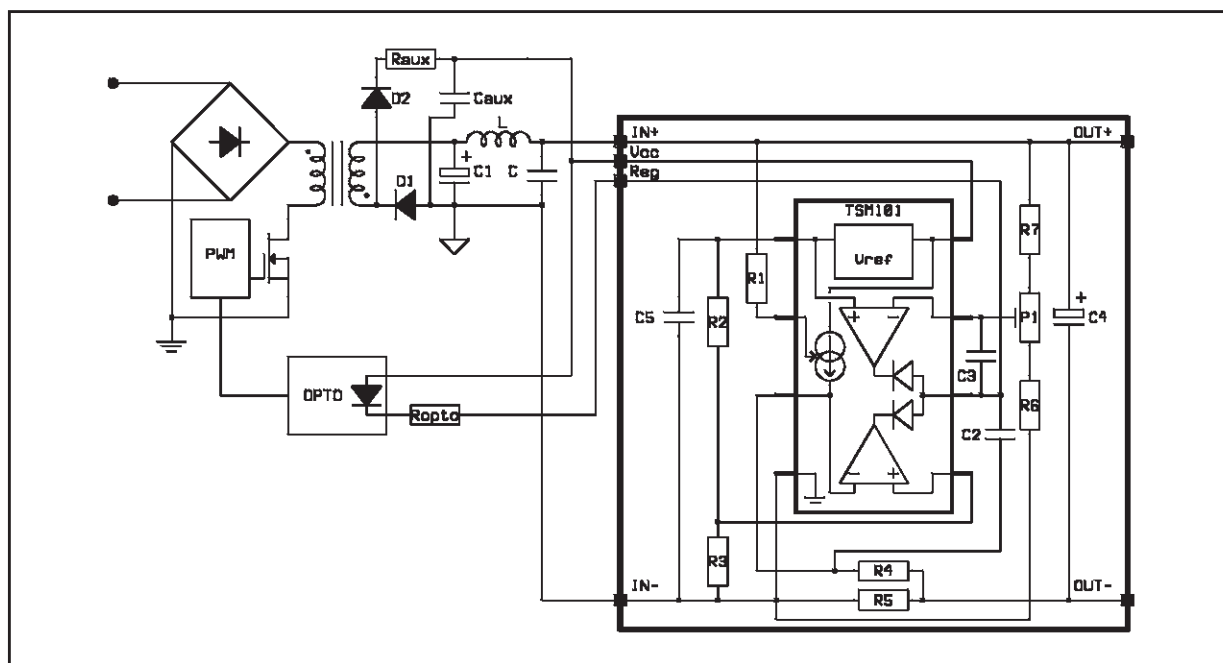 Raux
D2
Caux
L
IN+
OUT+
Vcc
Reg
+
C1
C
D1
TSM101
PWM
Vref
R7
R1
+
-
P1
+
C4
C5
R2
C3
OPTO
Ropto
R6
C2
-
+
R3
R4
IN-
OUT-
R5